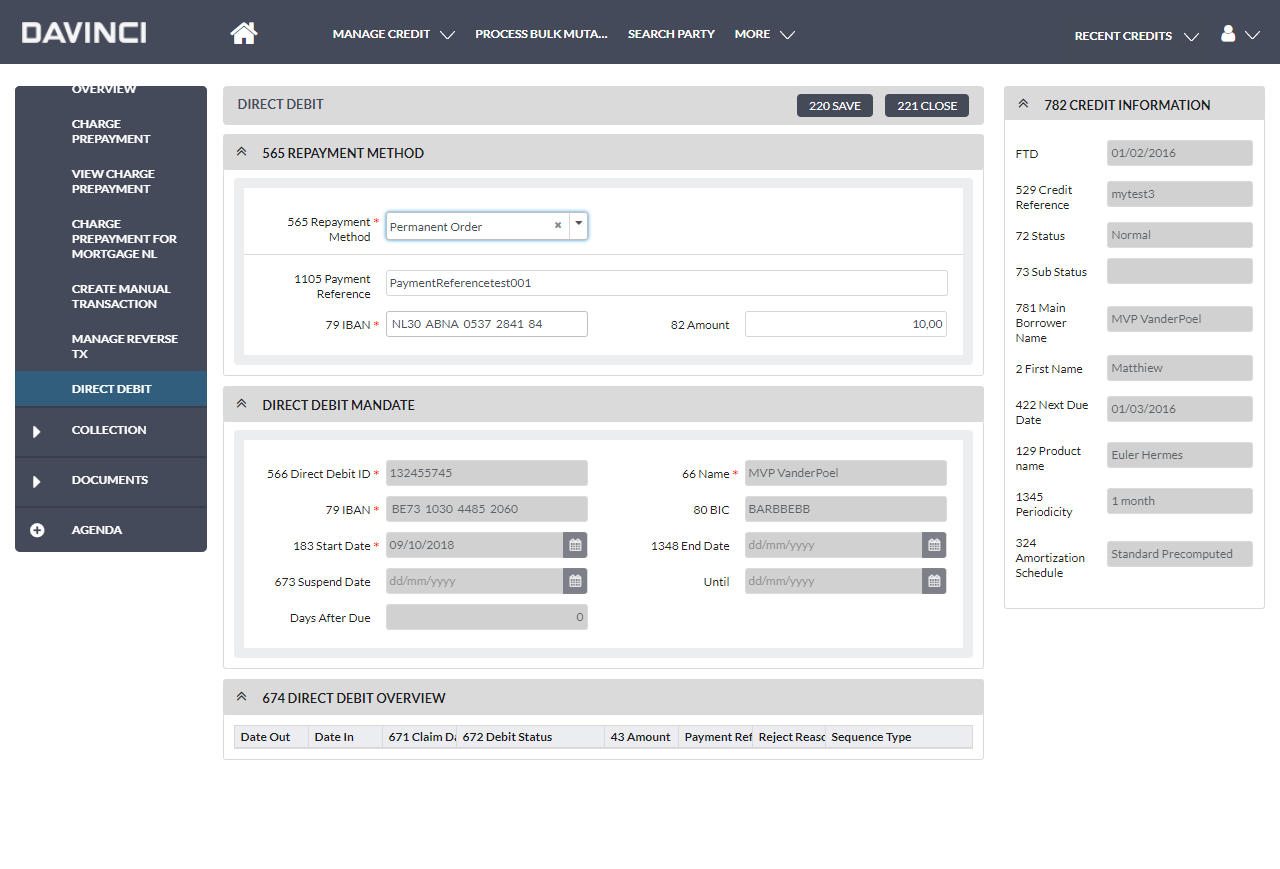 DAVINCI
MANAGE CREDIT
PROCESS BULK MUTA...
SEARCH PARTY
MORE
RECENT CREDITS
OVERVIEW
CHARGE
PREPAYMENT
VIEW CHARGE
PREPAYMENT
CHARGE
PREPAYMENT FOR
MORTGAGE NL
CREATE MANUAL
TRANSACTION
MANAGE REVERSE
TX
DIRECT DEBIT
COLLECTION
DOCUMENTS
AGENDA
DIRECT DEBIT
220 SAVE
221 CLOSE
565 REPAYMENT METHOD
565 Repayment *
Method
Permanent Order
1105 Payment
Reference
PaymentReferencetest001
79 IBAN *
NL30 ABNA 0537 2841 84
82 Amount
10,00
DIRECT DEBIT MANDATE
566 Direct Debit ID *
132455745
66 Name *
MVP VanderPoel
79 IBAN *
BE73 1030 4485 2060
80 BIC
BARBBEBB
183 Start Date *
09/10/2018
1348 End Date
dd/mm/yyyy
673 Suspend Date
dd/mm/yyyy
Until
dd/mm/yyyy
Days After Due
0
674 DIRECT DEBIT OVERVIEW
Date Out
Date In
671 Claim Da
672 Debit Status
43 Amount
Payment Ref
Reject Reaso
Sequence Type
782 CREDIT INFORMATION
FTD
01/02/2016
529 Credit
Reference
mytest3
72 Status
Normal
73 Sub Status
781 Main
Borrower
Name
MVP VanderPoel
2 First Name
Matthiew
422 Next Due
Date
01/03/2016
129 Product
name
Euler Hermes
1345
Periodicity
1 month
324
Amortization
Schedule
Standard Precomputed